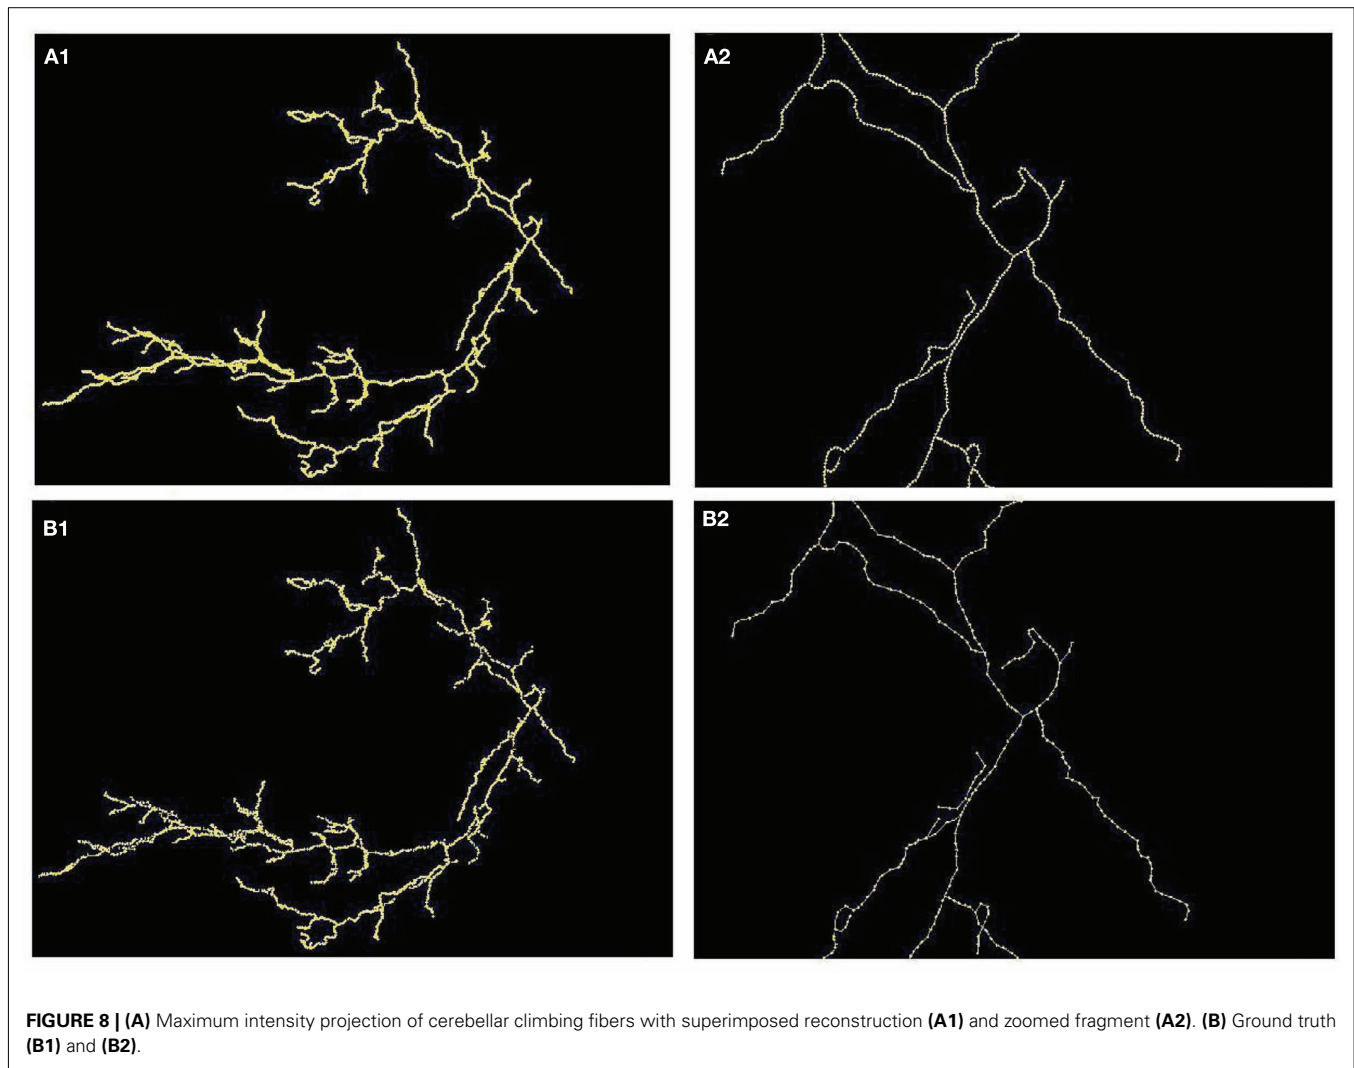 A1
A2
B1
B2
FIGURE 8 | (A) Maximum intensity projection of cerebellar climbing fibers with superimposed reconstruction (A1) and zoomed fragment (A2). (B) Ground truth
(B1) and (B2).